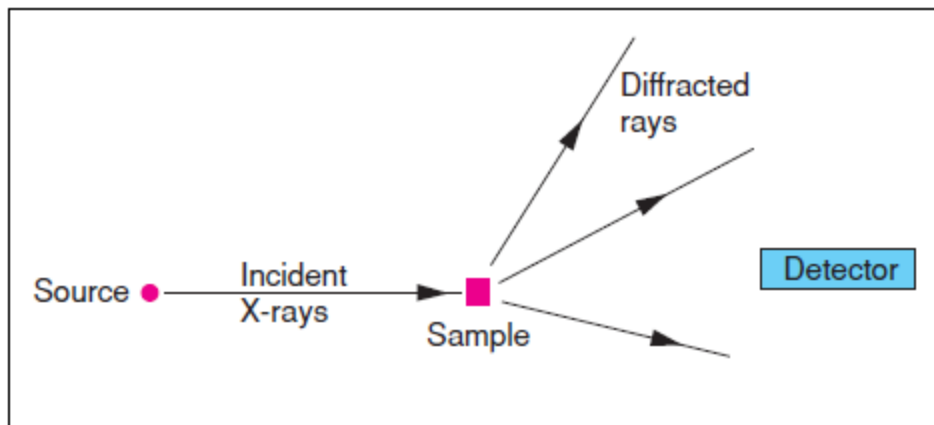 Diffracted
rays
Source
Incident
X-rays
Sample
Detector